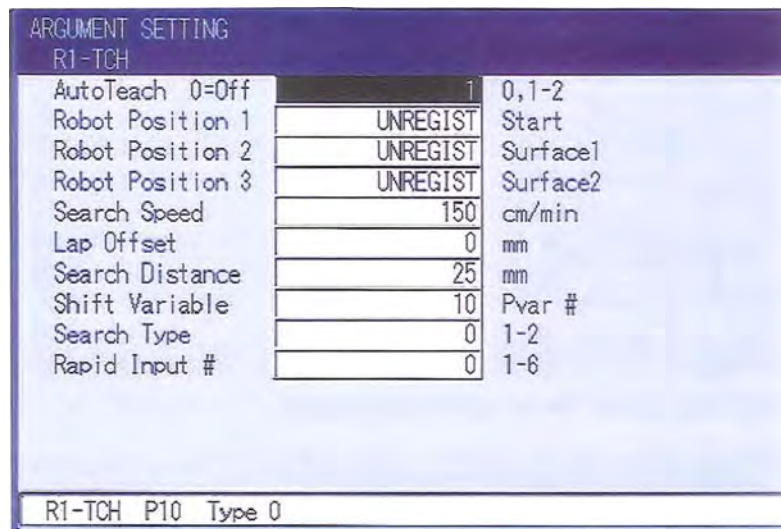 ARGUMENT SETTING
R1-TCH
AutoTeach 0=Off 1 0,1-2
Robot Position 1 UNREGIST Start
Robot Position 2 UNREGIST Surface1
Robot Position 3 UNREGIST Surface2
Search Speed 150 cm/min
Lap Offset 0 mm
Search Distance 25 mm
Shift Variable 10 Pvar #
Search Type 0 1-2
Rapid Input # 0 1-6
R1-TCH P10 Type 0